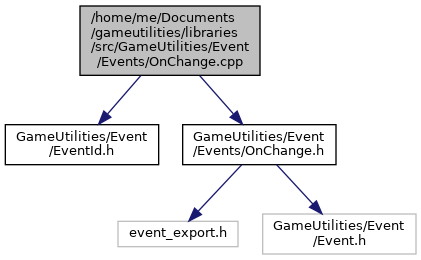 /home/me/Documents
/gameutilities/libraries
/src/GameUtilities/Event
/Events/OnChange.cpp
GameUtilities/Event
/EventId.h
GameUtilities/Event
/Events/OnChange.h
event_export.h
GameUtilities/Event
/Event.h